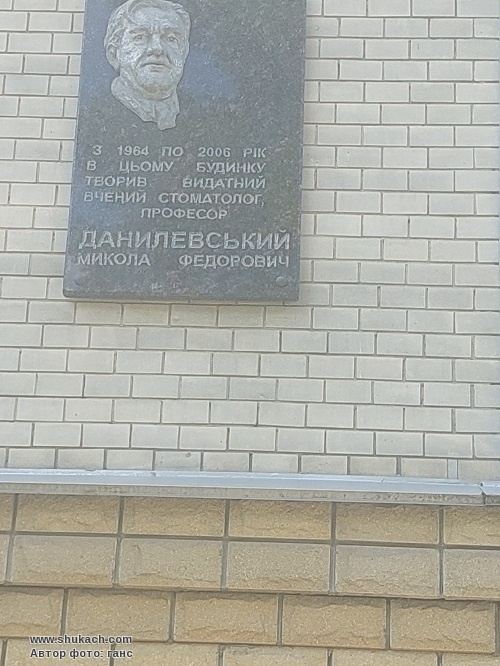 З 1964 ПО 2006 РІК
В ЦЬОМУ БУДИНКУ
ТВОРИВ ВИДАТНИЙ
ВЧЕНИЙ СТОМАТОЛОГ,
ПРОФЕСОР
ДАНИЛЕВСЬКИЙ
МИКОЛА ФЕДОРОВИЧ
www.shukach.com
Автор фото: ганс